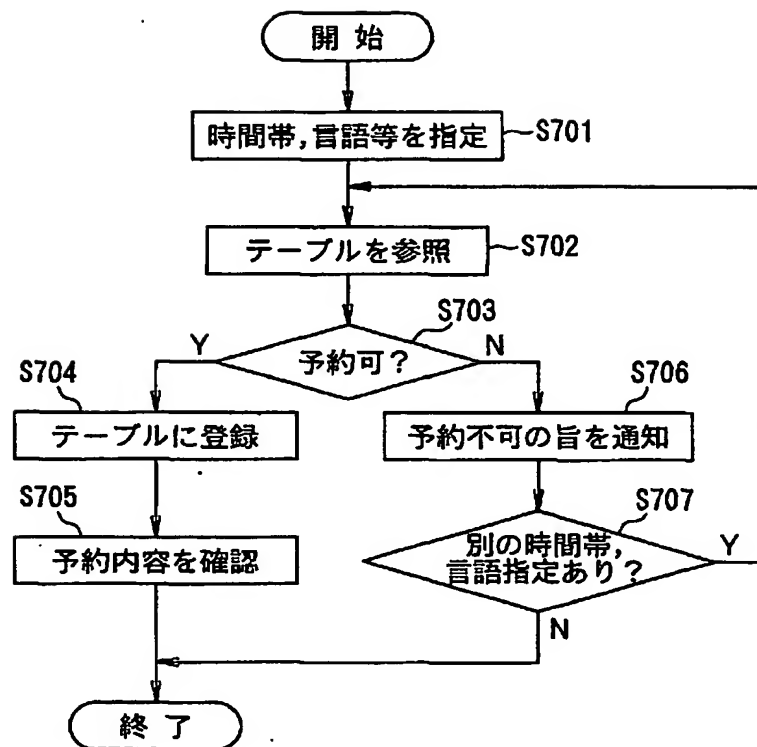 開始
時間帯,言語等を指定
S701
テーブルを参照
S702
S703
予約可?
Y
N
S704
テーブルに登録
S706
予約不可の旨を通知
S705
予約内容を確認
S707
別の時間帯,
言語指定あり?
Y
N
終了